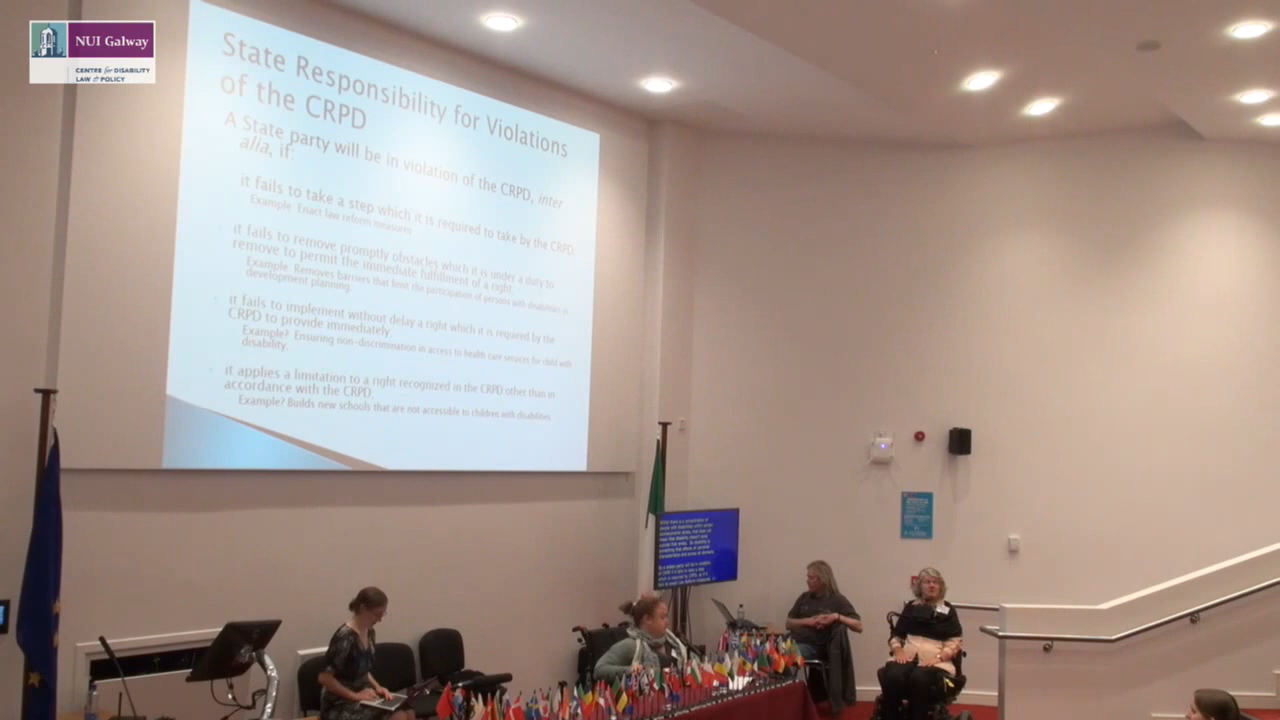 NUI Galway
CENTRE for DISABILITY
LAW & POLICY
State Responsibility for Violations
of the CRPD
A State party will be in violation of the CRPD, inter
alia, if:
it fails to take a step which it is required to take by the CRPD
Example: Enact law reform measures
it fails to remove promptly obstacles which it is under a duty to
remove to permit the immediate fulfillment of a right;
Example: Removes barriers that limit the participation of persons with disabilities in
development planning.
it fails to implement without delay a right which it is required by the
CRPD to provide immediately;
Example? Ensuring non-discrimination in access to health care services for child with
disability.
it applies a limitation to a right recognized in the CRPD other than in
accordance with the CRPD;
Example? Builds new schools that are not accessible to children with disabilities